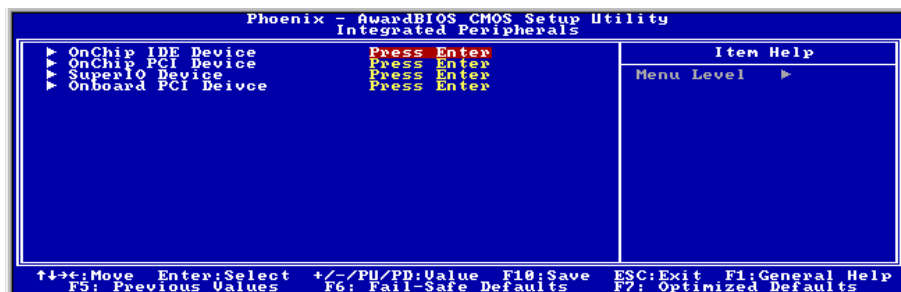 Phoenix - AwardBIOS CMOS Setup Utility
Integrated Peripherals
► OnChip IDE Device Press Enter
► OnChip PCI Device Press Enter
► SuperIO Device Press Enter
► Onboard PCI Deivce Press Enter
Item Help
Menu Level ►
↑↓→←:Move Enter:Select +/-/PU/PD:Value F10:Save ESC:Exit F1:General Help
F5: Previous Values F6: Fail-Safe Defaults F7: Optimized Defaults